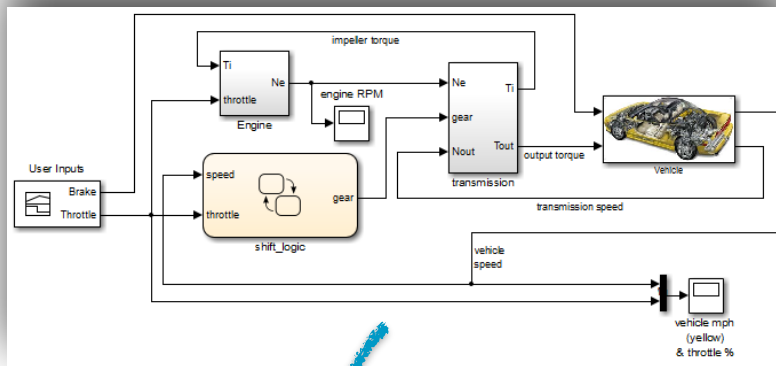 impeller torque
Ti
Ne
throttle
Engine
engine RPM
Ne
Ti
gear
Nout
Tout
transmission
output torque
Vehicle
transmission speed
User Inputs
Brake
Throttle
speed
gear
throttle
shift_logic
vehicle
speed
vehicle mph
(yellow)
& throttle %